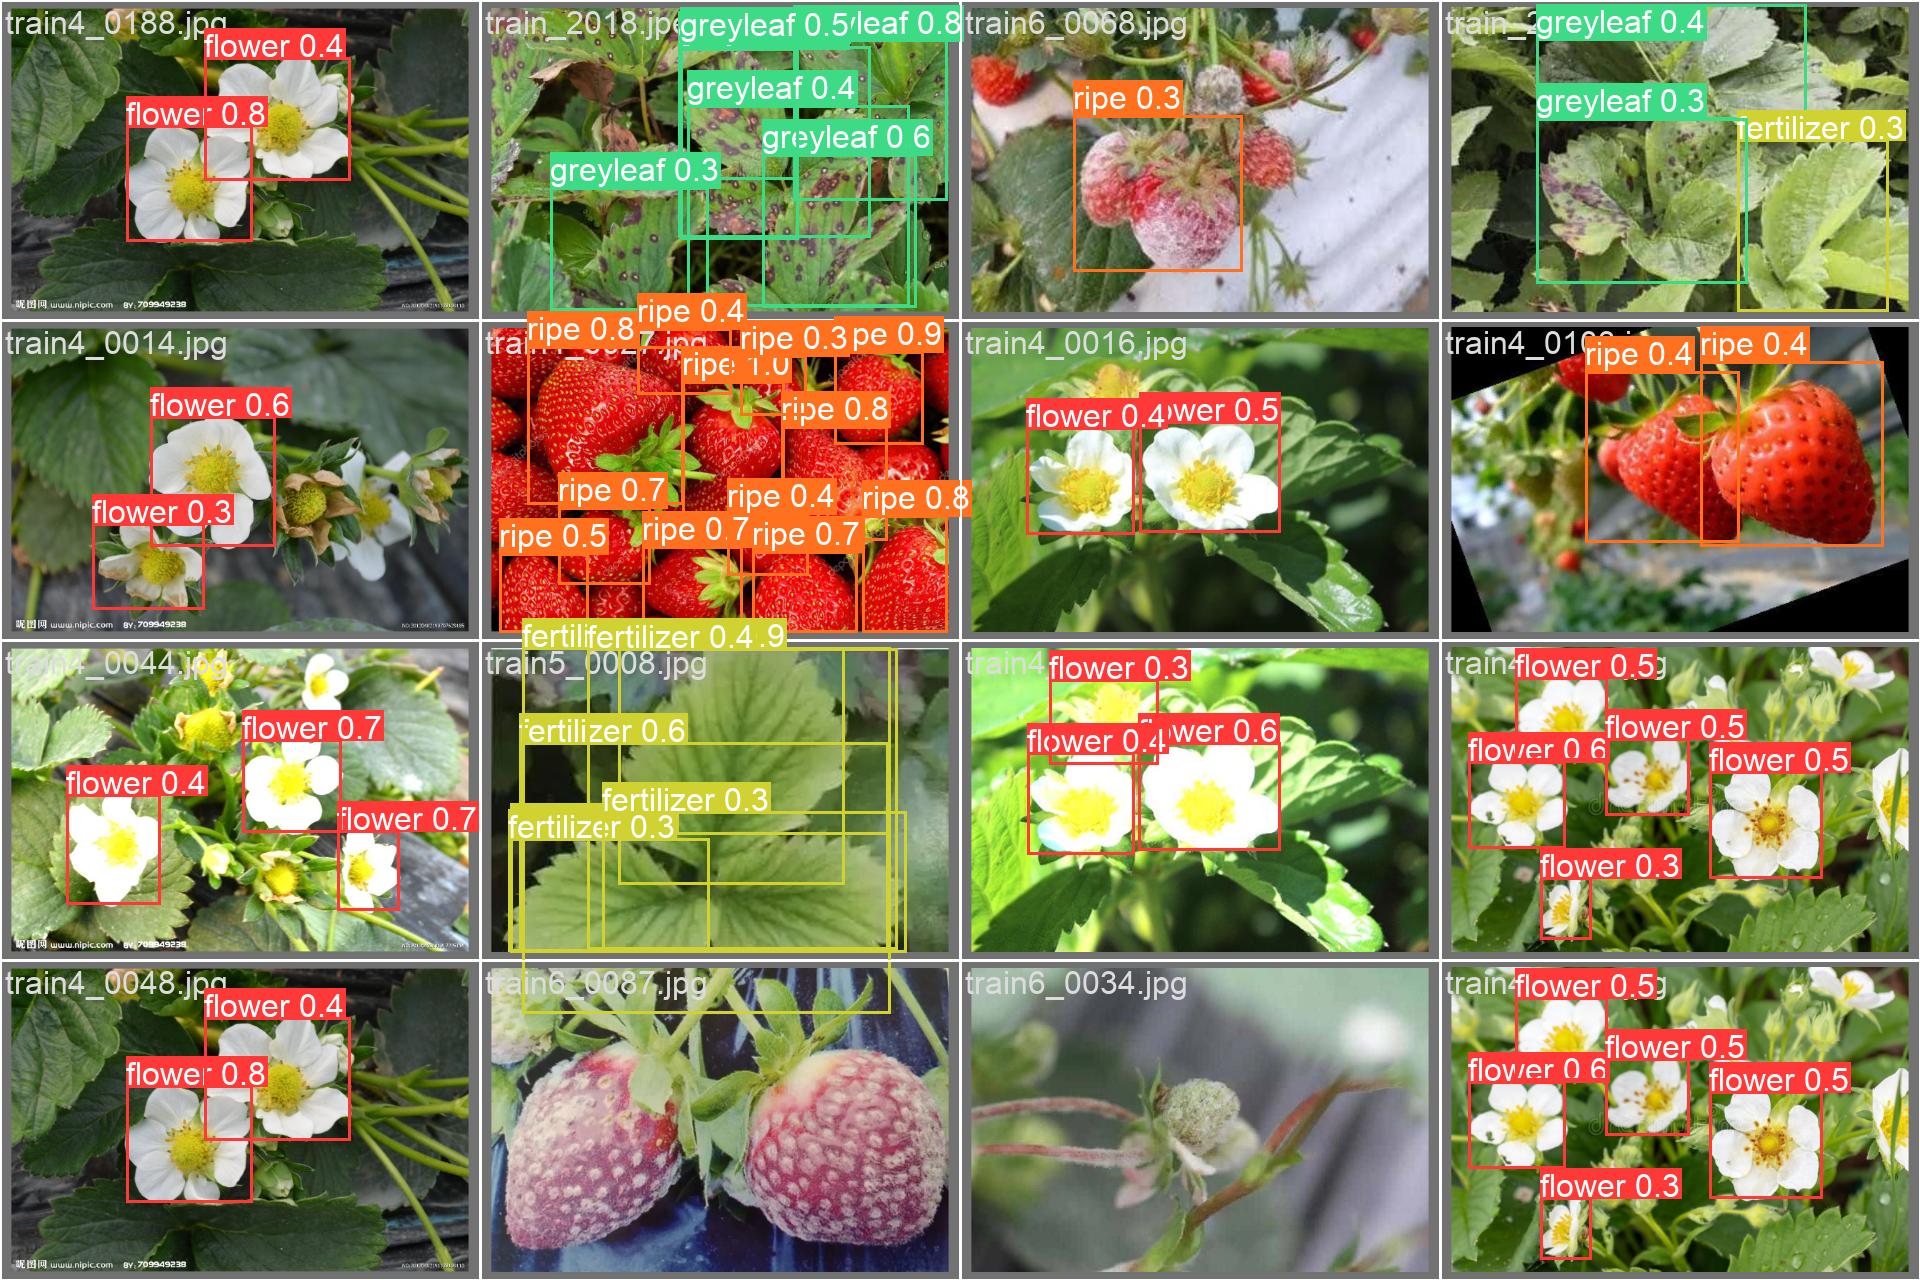 train4_0188.jpg
flower 0.4
flower 0.8
昵图网 www.nipic.com BY: 709949238
train_2018.jpg
greyleaf 0.5
leaf 0.8
greyleaf 0.4
greyleaf 0.6
greyleaf 0.3
train6_0068.jpg
ripe 0.3
greyleaf 0.4
greyleaf 0.3
fertilizer 0.3
train4_0014.jpg
flower 0.6
flower 0.3
昵图网 www.nipic.com BY: 709949238
ripe 0.4
ripe 0.8
ripe 0.3
pe 0.9
ripe 1.0
ripe 0.8
ripe 0.7
ripe 0.4
ripe 0.8
ripe 0.5
ripe 0.7
ripe 0.7
train4_0016.jpg
flower 0.4
ower 0.5
ripe 0.4
ripe 0.4
train4_0044.jpg
flower 0.7
flower 0.4
flower 0.7
昵图网 www.nipic.com BY: 709949238
fertili
fertilizer 0.4
.9
train5_0008.jpg
fertilizer 0.6
fertilizer 0.3
fertilizer 0.3
train4
flower 0.3
flower 0.4
ower 0.6
flower 0.5
flower 0.5
flower 0.6
flower 0.5
flower 0.3
train4_0048.jpg
flower 0.4
flower 0.8
昵图网 www.nipic.com BY: 709949238
train6_0087.jpg
train6_0034.jpg
flower 0.5
flower 0.5
flower 0.6
flower 0.5
flower 0.3